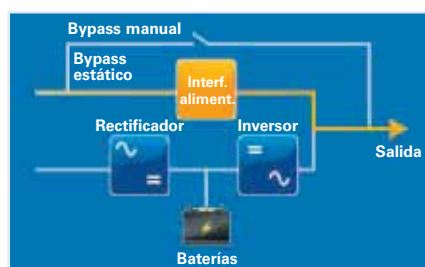 Bypass manual
Bypass
estático
Interf.
aliment.
Rectificador
Inversor
Salida
Baterías